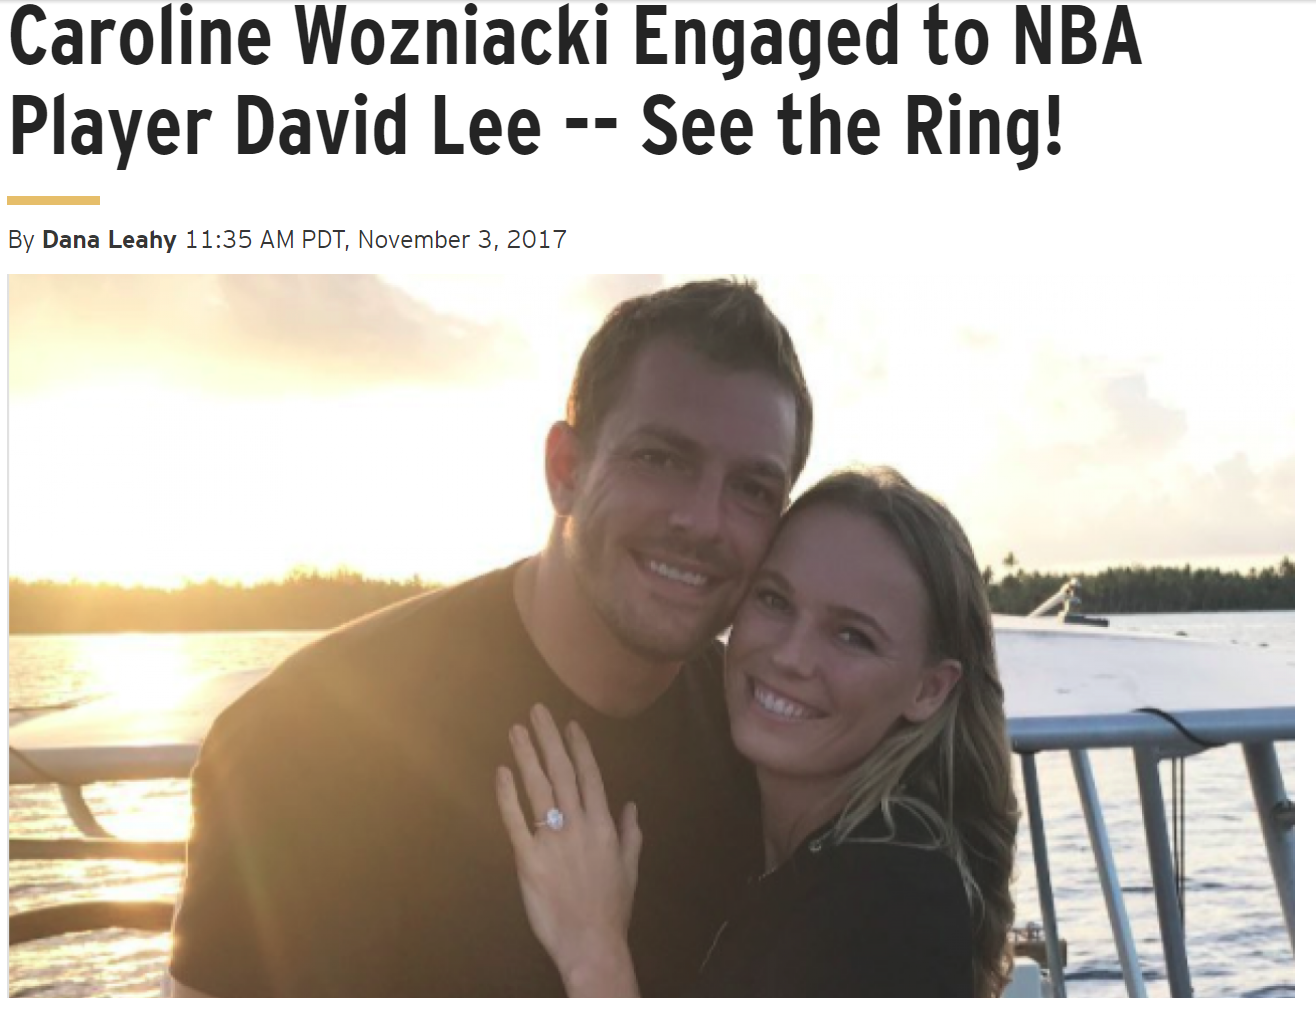 Caroline Wozniacki Engaged to NBA
Player David Lee -- See the Ring!
By Dana Leahy 11:35 AM PDT, November 3, 2017